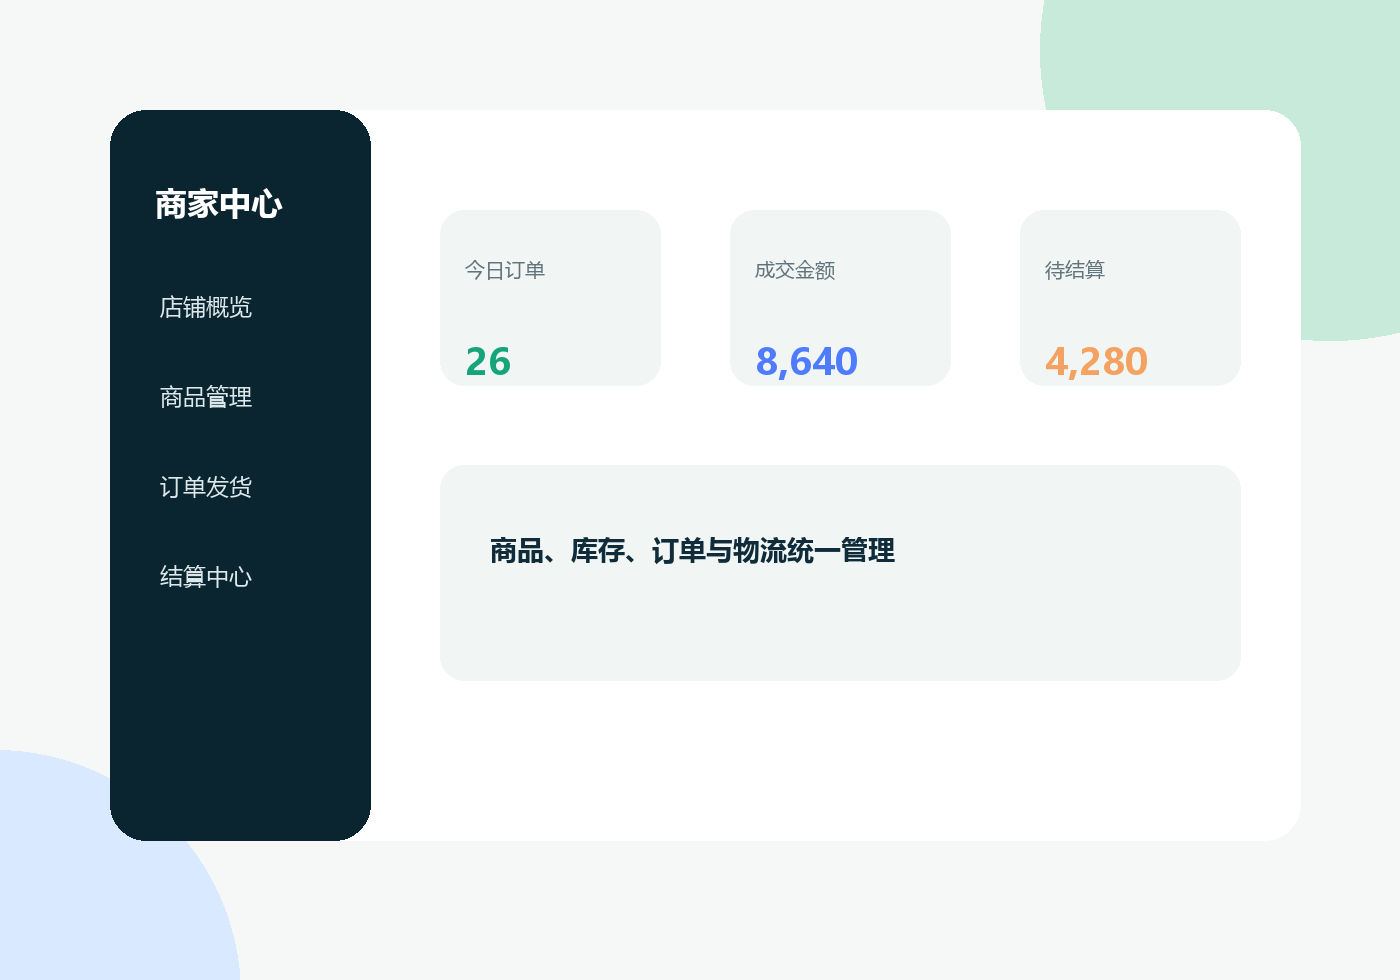 商家中心
店铺概览
商品管理
订单发货
结算中心
今日订单
26
成交金额
8,640
待结算
4,280
商品、库存、订单与物流统一管理